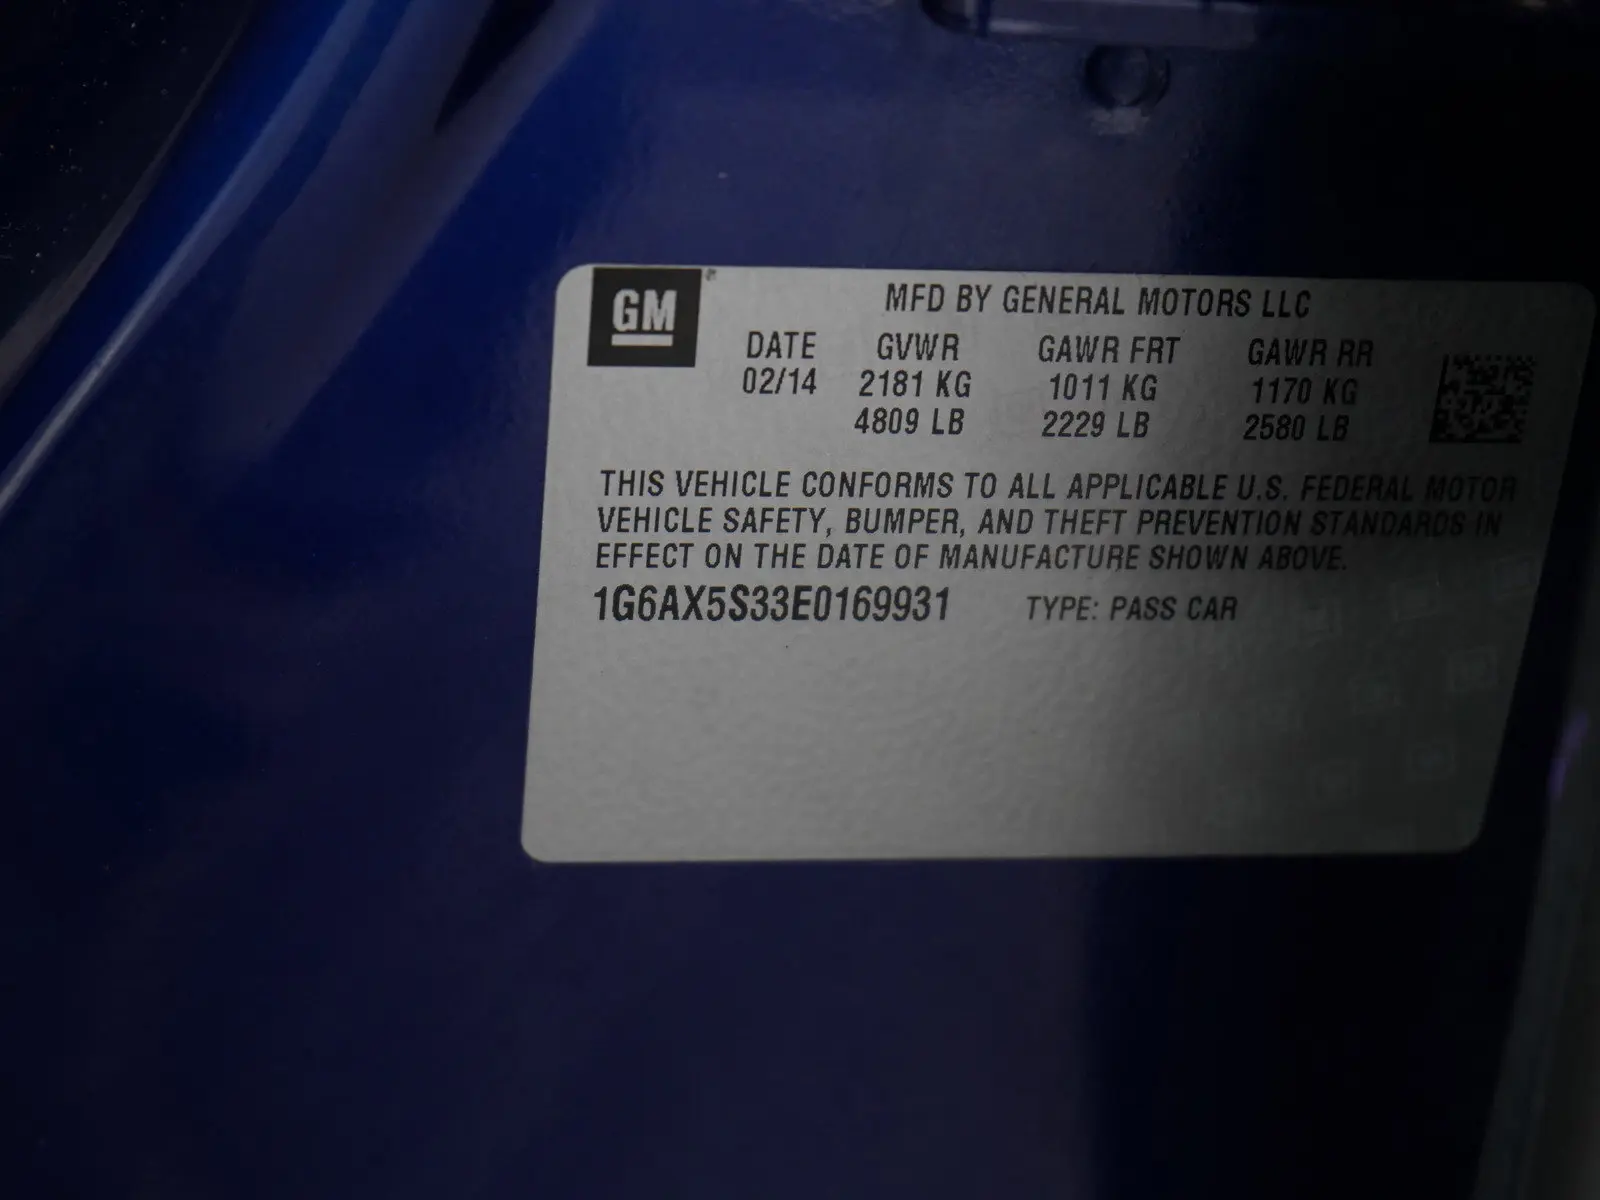 GM
MFD BY GENERAL MOTORS LLC
DATE GVWR GAWR FRT GAWR RR
02/14 2181 KG 1011 KG 1170 KG
4809 LB 2229 LB 2580 LB
THIS VEHICLE CONFORMS TO ALL APPLICABLE U.S. FEDERAL MOTOR
VEHICLE SAFETY, BUMPER, AND THEFT PREVENTION STANDARDS IN
EFFECT ON THE DATE OF MANUFACTURE SHOWN ABOVE.
1G6AX5S33E0169931 TYPE: PASS CAR